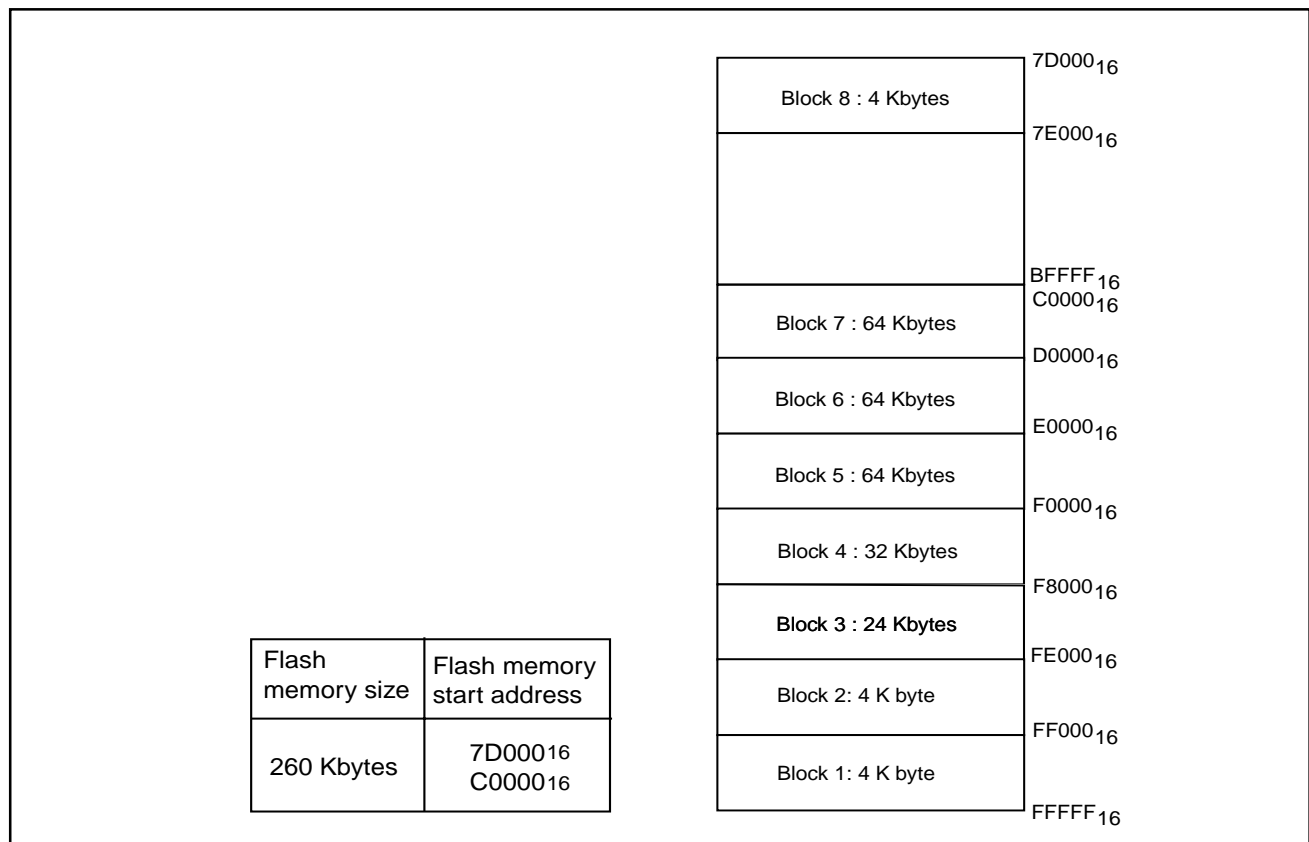 7D00016
Block 8 : 4 Kbytes
7E00016
BFFFF16
C000016
Block 7 : 64 Kbytes
D000016
Block 6 : 64 Kbytes
E000016
Block 5 : 64 Kbytes
F000016
Block 4 : 32 Kbytes
F800016
Block 3 : 24 Kbytes
FE00016
Block 2: 4 K byte
FF00016
Block 1: 4 K byte
FFFFF16
Flash
memory size
Flash memory
start address
260 Kbytes
7D00016
C000016